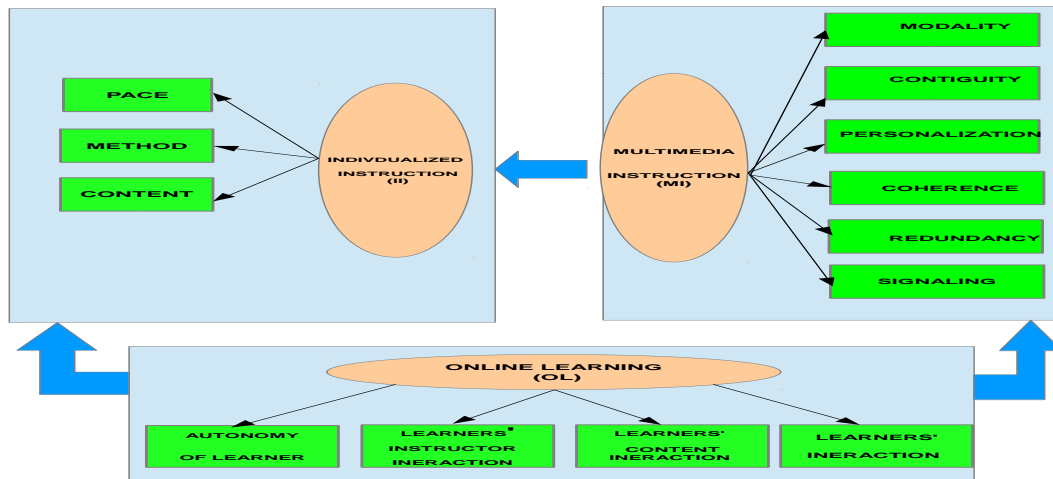 PACE
METHOD
CONTENT
INDIVDUALIZED
INSTRUCTION
(II)
MULTIMEDIA
INSTRUCTION
(MI)
MODALITY
CONTIGUITY
PERSONALIZATION
COHERENCE
REDUNDANCY
SIGNALING
ONLINE LEARNING
(OL)
AUTONOMY
OF LEARNER
LEARNERS'
INSTRUCTOR
INERACTION
LEARNERS'
CONTENT
INERACTION
LEARNERS'
INERACTION